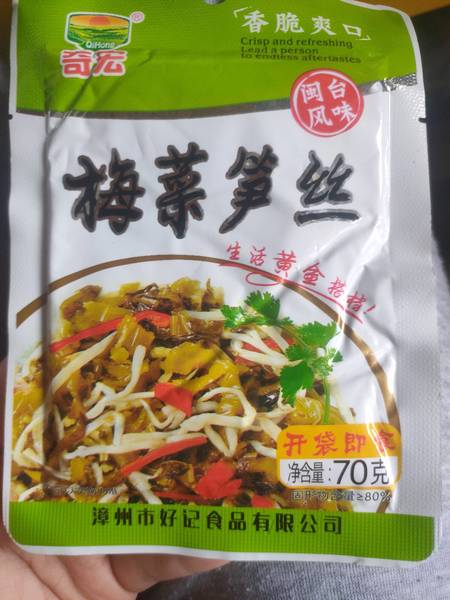 QiHong
奇宏
香脆爽口
Crisp and refreshing
Lead a person
to endless aftertastes
闽台
风味
梅菜笋丝
生活黄金搭档!
开袋即食
净含量:70克
固形物含量≥80%
漳州市好记食品有限公司